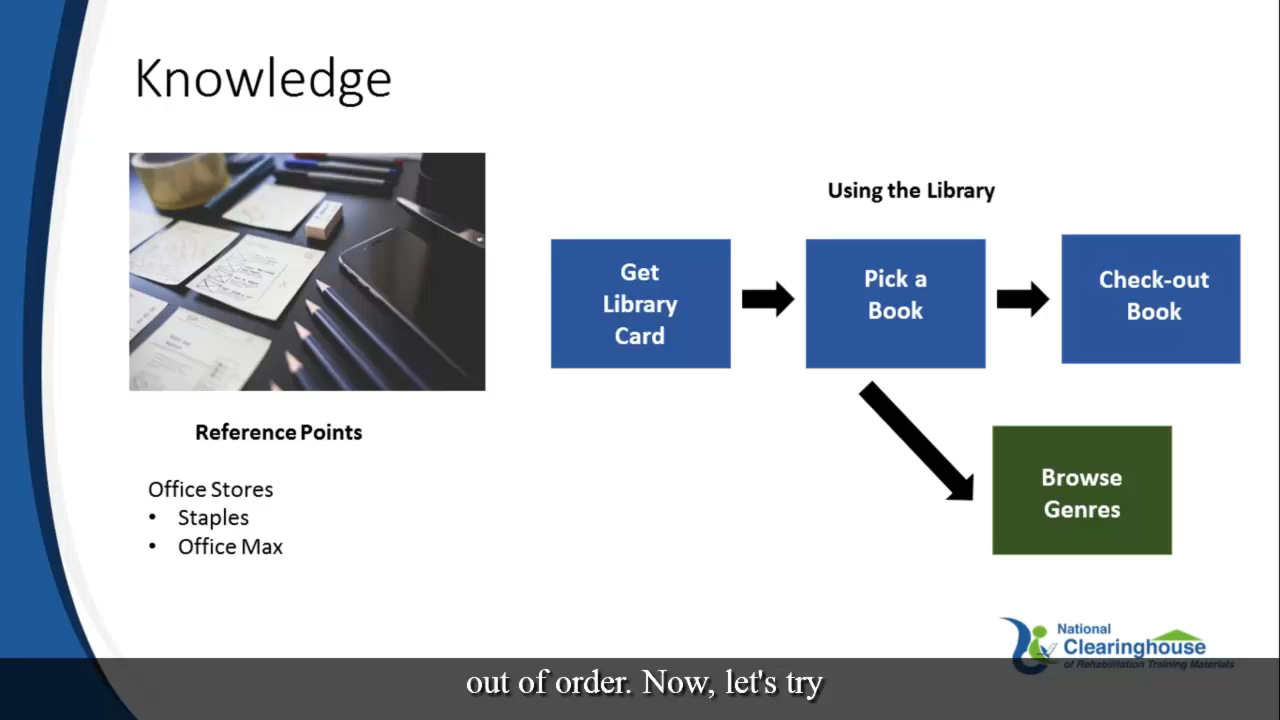 Knowledge
Using the Library
Get
Library
Card
Pick a
Book
Check-out
Book
Reference Points
Browse
Genres
Office Stores
• Staples
• Office Max
National
Clearinghouse
of Rehabilitation Training Materials
out of order. Now, let's try